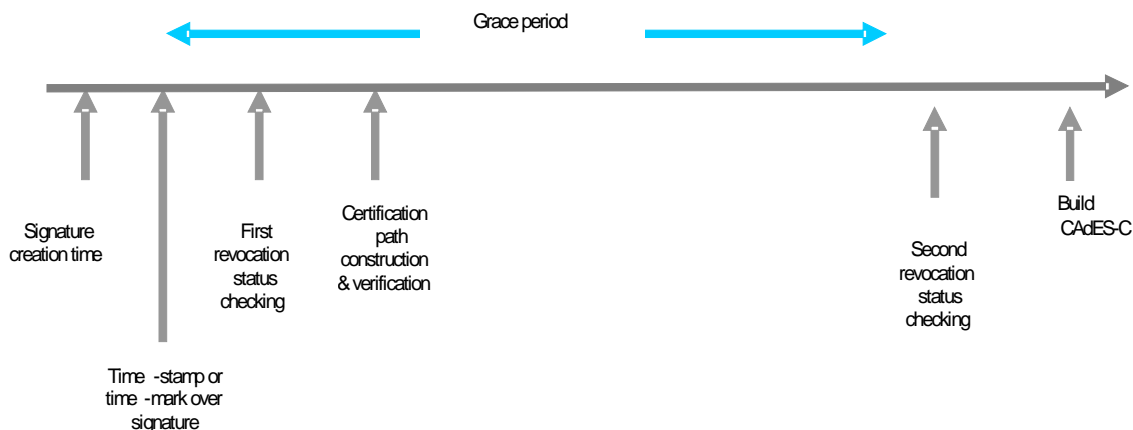 Grace period
Signature
creation time
First
revocation
status
checking
Certification
path
construction
& verification
Second
revocation
status
checking
Build
CAdES-C
Time -stamp or
time -mark over
signature